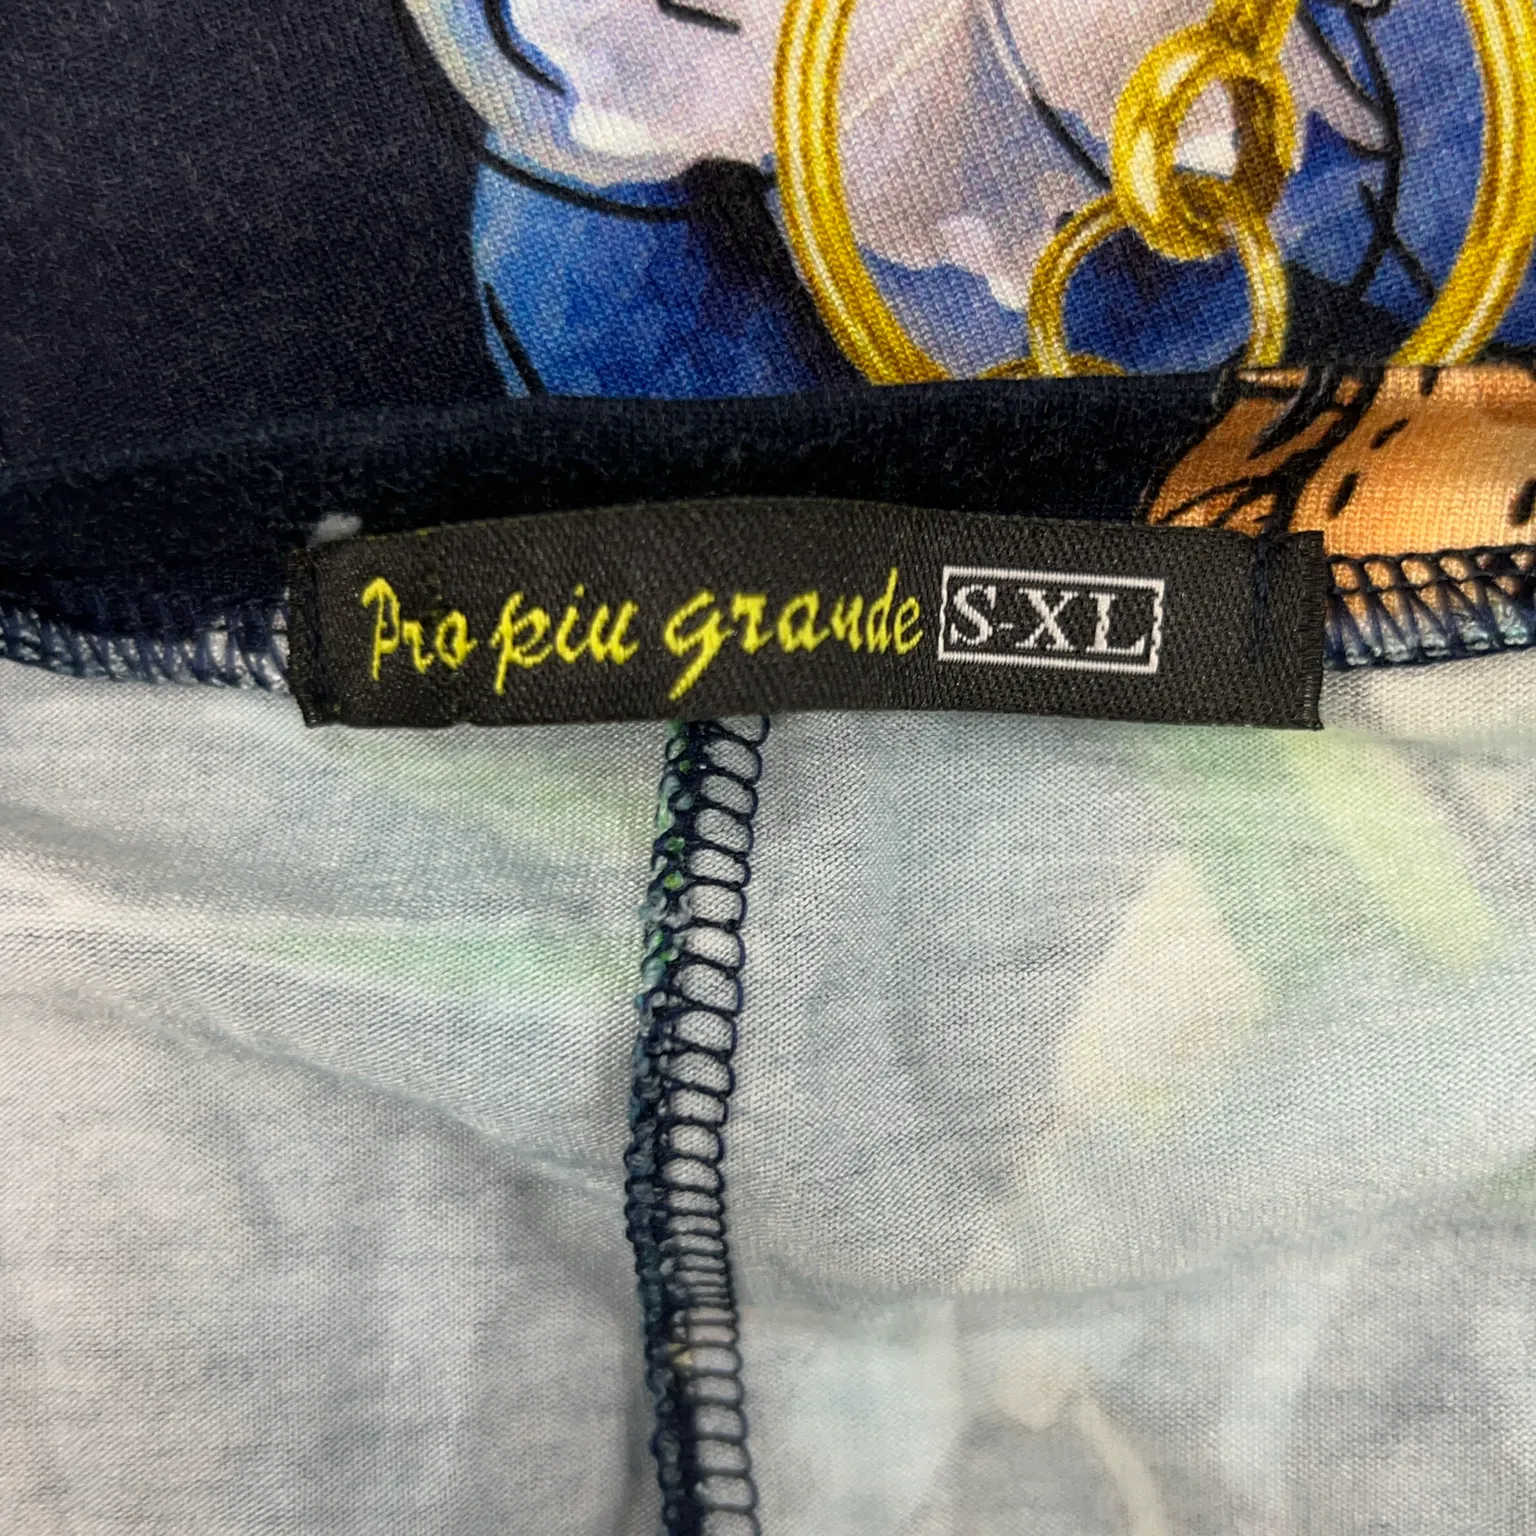 Pro piu grande S-XL